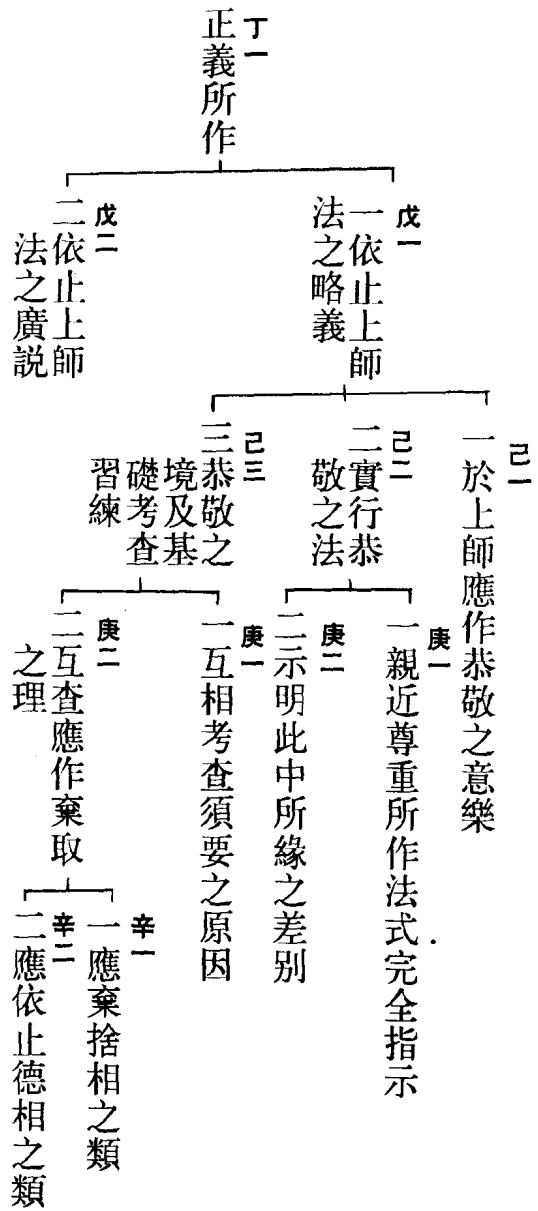 丁一
正義所作
戊一
一依止上師
法之略義
己一
一於上師應作恭敬之意樂
己二
二實行恭
敬之法
庚一
一親近尊重所作法式完全指示
庚二
二示明此中所緣之差別
己三
三恭敬之
境及基
礎考查
習練
庚一
一互相考查須要之原因
庚二
二互查應作棄取
之理
辛一
一應棄捨相之類
辛二
二應依止德相之類
戊二
二依止上師
法之廣說